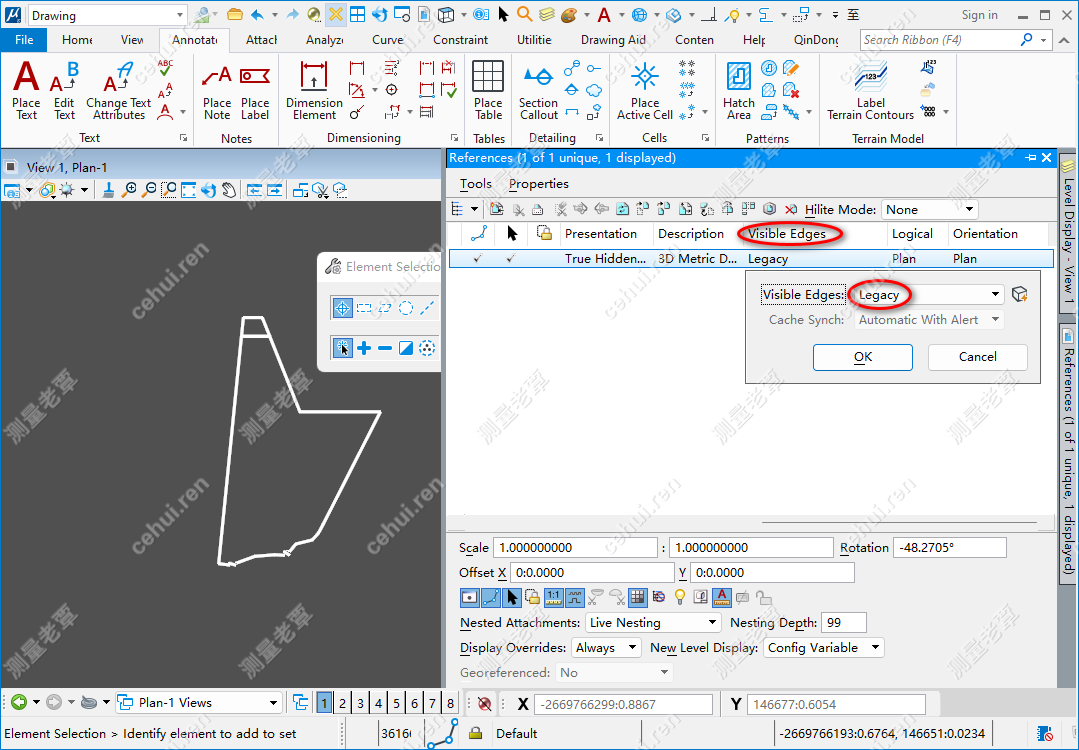 Drawing
Sign in
File Home View Annotate Attach Analyze Curve Constraint Utilitie Drawing Aid Conten Help QinDong Search Ribbon (F4)
Place Text
Edit Text
Change Text Attributes
ABC
Text
Place Note
Place Label
Notes
Dimension Element
Dimensioning
Place Table
Tables
Section Callout
Detailing
Place Active Cell
Cells
Hatch Area
Patterns
Label Terrain Contours
Terrain Model
View 1, Plan-1
References (1 of 1 unique, 1 displayed)
Tools Properties
Hilite Mode: None
Presentation Description Visible Edges Logical Orientation
True Hidden... 3D Metric D... Legacy Plan Plan
Element Selectio
Visible Edges: Legacy
Cache Synch: Automatic With Alert
OK Cancel
Level Display - View 1
References (1 of 1 unique, 1 displayed)
Scale 1.000000000 : 1.000000000 Rotation -48.2705°
Offset X 0:0.0000 Y 0:0.0000
Nested Attachments: Live Nesting Nesting Depth: 99
Display Overrides: Always New Level Display: Config Variable
Georeferenced: No
Plan-1 Views 1 2 3 4 5 6 7 8 X -2669766299:0.8867 Y 146677:0.6054
Element Selection > Identify element to add to set 36166 Default -2669766193:0.6764, 146651:0.0234
测量老覃
cehui.ren